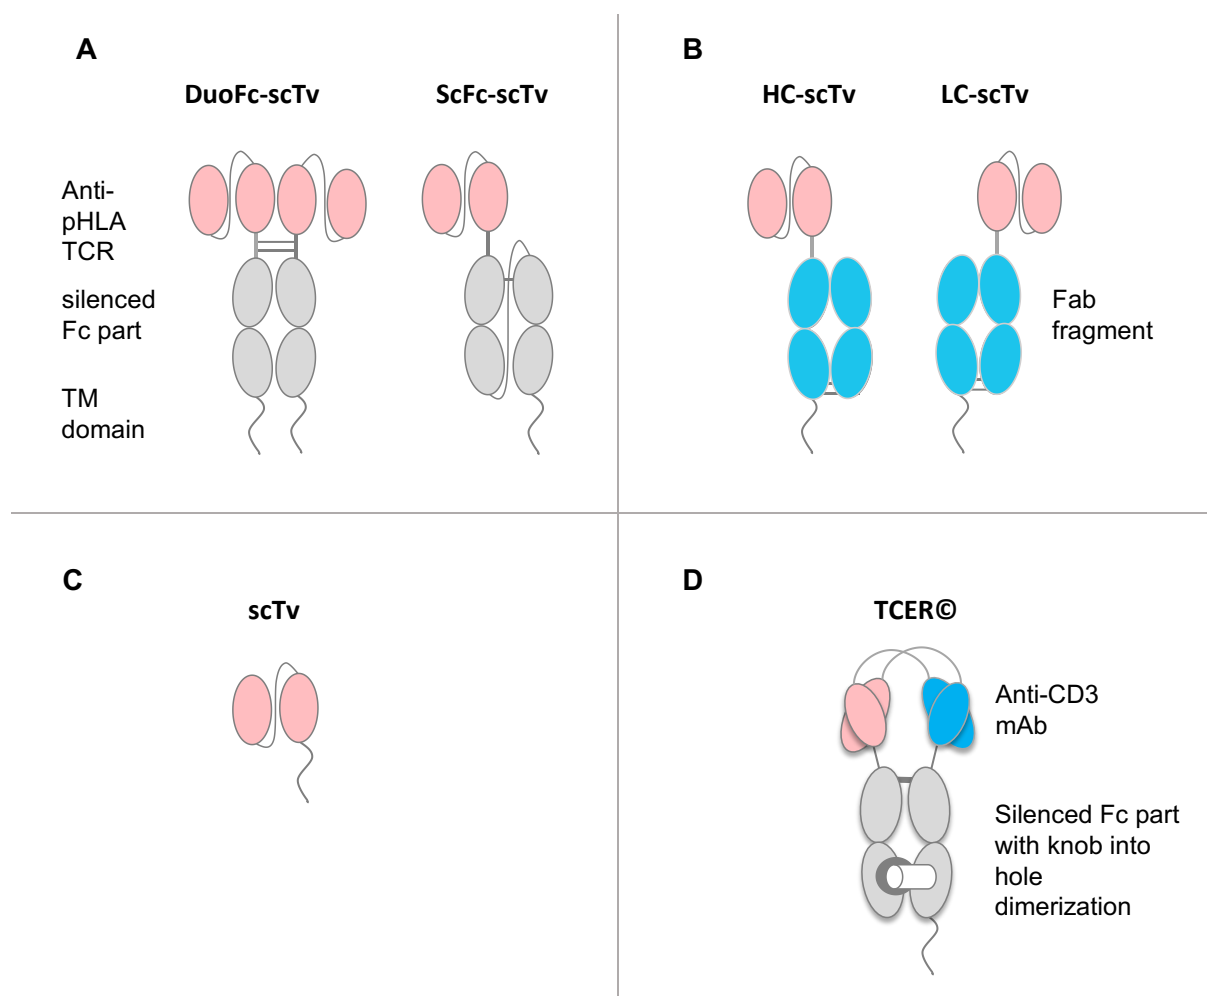 A
DuoFc-scTv
ScFc-scTv
Anti-
pHLA
TCR
silenced
Fc part
TM
domain
B
HC-scTv
LC-scTv
Fab
fragment
C
scTv
D
TCER©
Anti-CD3
mAb
Silenced Fc part
with knob into
hole
dimerization